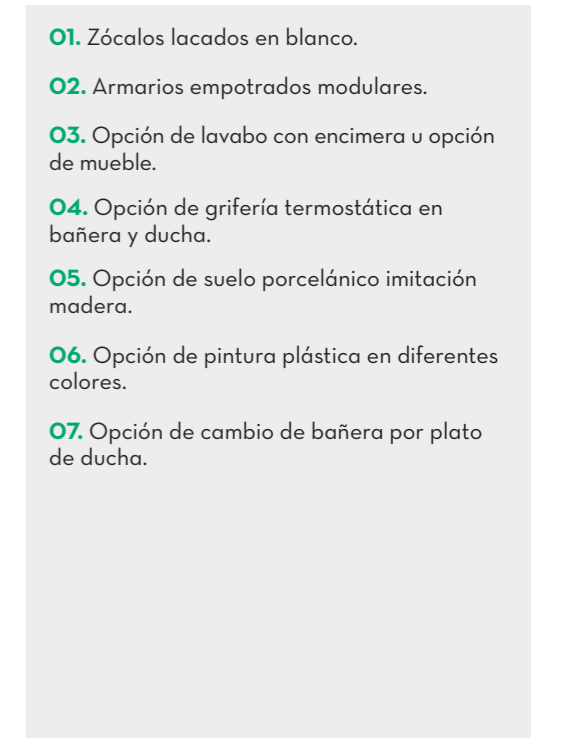 01. Zócalos lacados en blanco.
02. Armarios empotrados modulares.
03. Opción de lavabo con encimera u opción
de mueble.
04. Opción de grifería termostática en
bañera y ducha.
05. Opción de suelo porcelánico imitación
madera.
06. Opción de pintura plástica en diferentes
colores.
07. Opción de cambio de bañera por plato
de ducha.